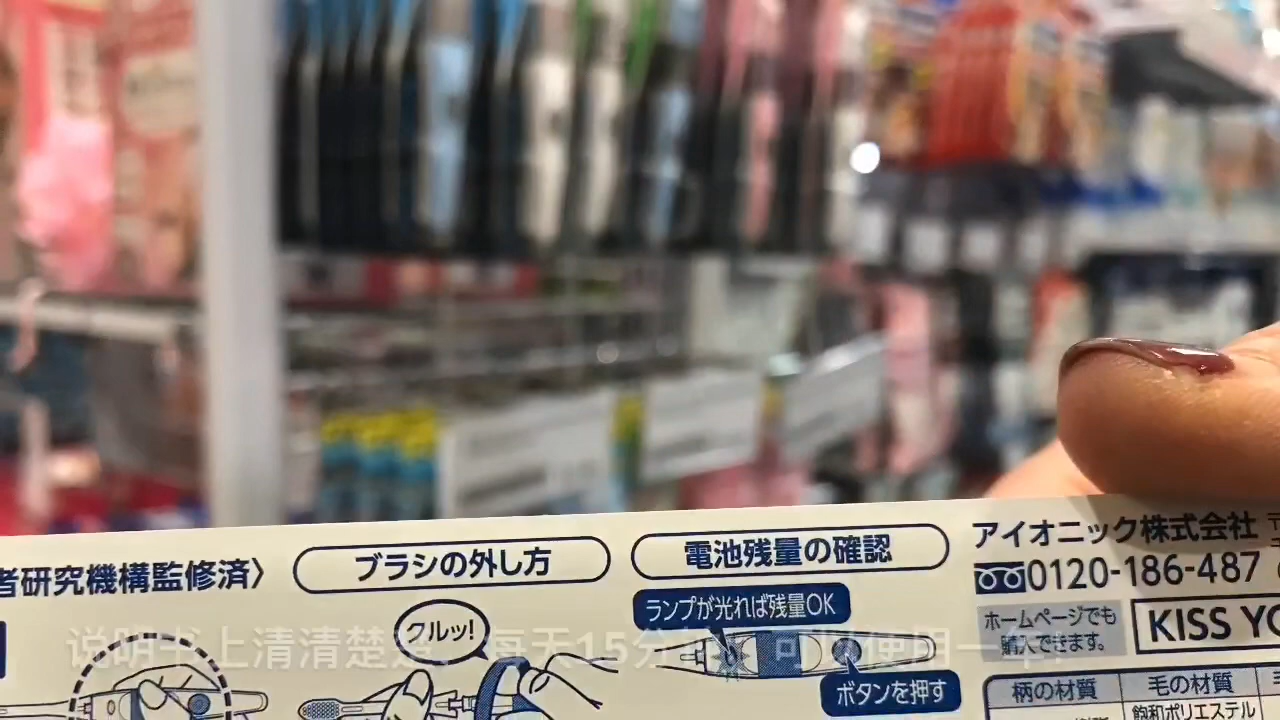 者研究機構監修済〉
ブラシの外し方
クルッ!
電池残量の確認
ランプが光れば残量OK
ボタンを押す
アイオニック株式会社
0120-186-487
ホームページでも
購入できます。
KISS YO
柄の材質 毛の材質
飽和ポリエステル
说明书上清清楚楚,每天15分钟,可以使用一年!